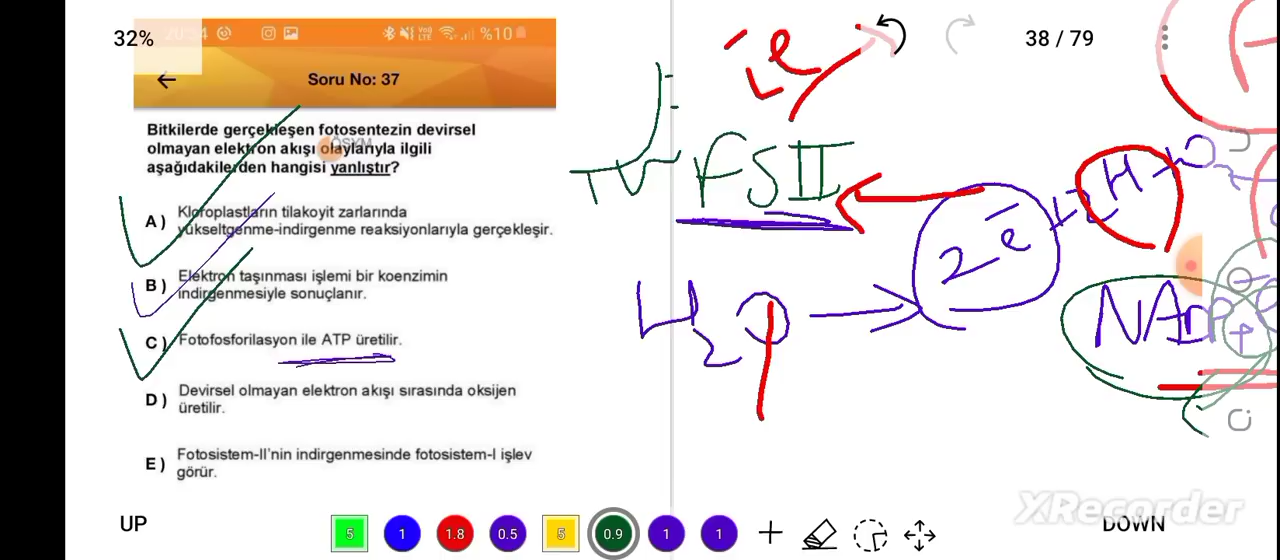 32%
%10
38 / 79
Soru No: 37
Bitkilerde gerçekleşen fotosentezin devirsel
olmayan elektron akışı olaylarıyla ilgili
aşağıdakilerden hangisi yanlıştır?
ÖSYM
A) Kloroplastların tilakoyit zarlarında
yükseltgenme-indirgenme reaksiyonlarıyla gerçekleşir.
B) Elektron taşınması işlemi bir koenzimin
indirgenmesiyle sonuçlanır.
C) Fotofosforilasyon ile ATP üretilir.
D) Devirsel olmayan elektron akışı sırasında oksijen
üretilir.
E) Fotosistem-II'nin indirgenmesinde fotosistem-I işlev
görür.
FSII
H2O
2e
NADP
UP
5
1
1.8
0.5
5
0.9
1
1
XRecorder
DOWN